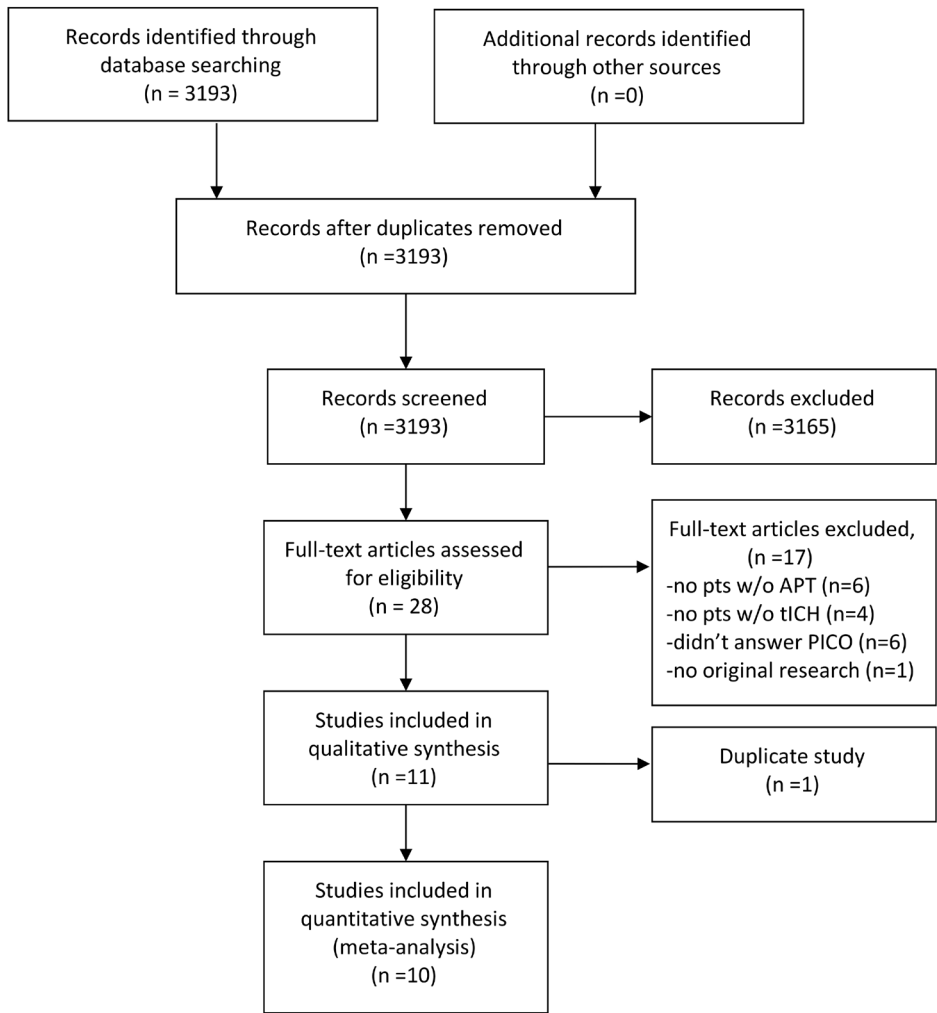 Records identified through
database searching
(n = 3193)
Additional records identified
through other sources
(n =0)
Records after duplicates removed
(n =3193)
Records screened
(n =3193)
Records excluded
(n =3165)
Full-text articles assessed
for eligibility
(n = 28)
Full-text articles excluded,
(n =17)
-no pts w/o APT (n=6)
-no pts w/o tICH (n=4)
-didn’t answer PICO (n=6)
-no original research (n=1)
Studies included in
qualitative synthesis
(n =11)
Duplicate study
(n =1)
Studies included in
quantitative synthesis
(meta-analysis)
(n =10)